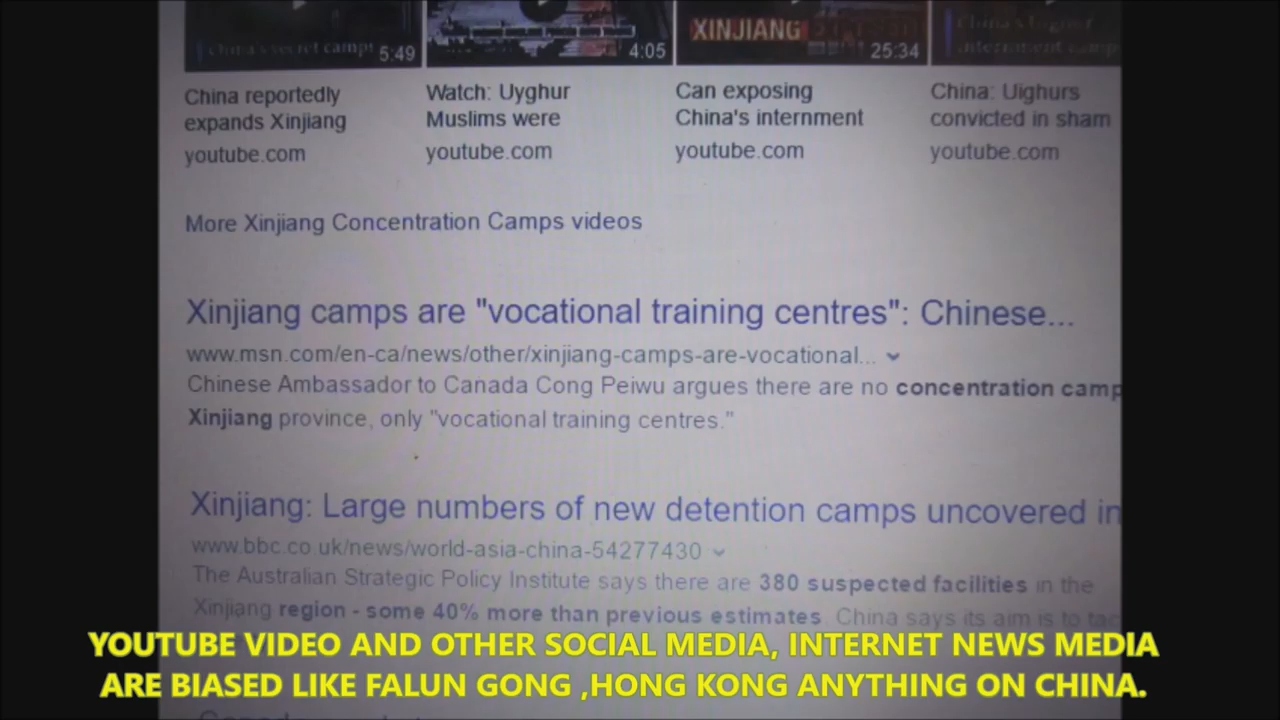 China's secret camps
5:49
4:05
XINJIANG
25:34
China's
internment camp
China reportedly
expands Xinjiang
youtube.com
Watch: Uyghur
Muslims were
youtube.com
Can exposing
China's internment
youtube.com
China: Uighurs
convicted in sham
youtube.com
More Xinjiang Concentration Camps videos
Xinjiang camps are "vocational training centres": Chinese...
www.msn.com/en-ca/news/other/xinjiang-camps-are-vocational...
Chinese Ambassador to Canada Cong Peiwu argues there are no concentration camp
Xinjiang province, only "vocational training centres."
Xinjiang: Large numbers of new detention camps uncovered in
www.bbc.co.uk/news/world-asia-china-54277430
The Australian Strategic Policy Institute says there are 380 suspected facilities in the
Xinjiang region - some 40% more than previous estimates. China says its aim is to tac
YOUTUBE VIDEO AND OTHER SOCIAL MEDIA, INTERNET NEWS MEDIA
ARE BIASED LIKE FALUN GONG ,HONG KONG ANYTHING ON CHINA.